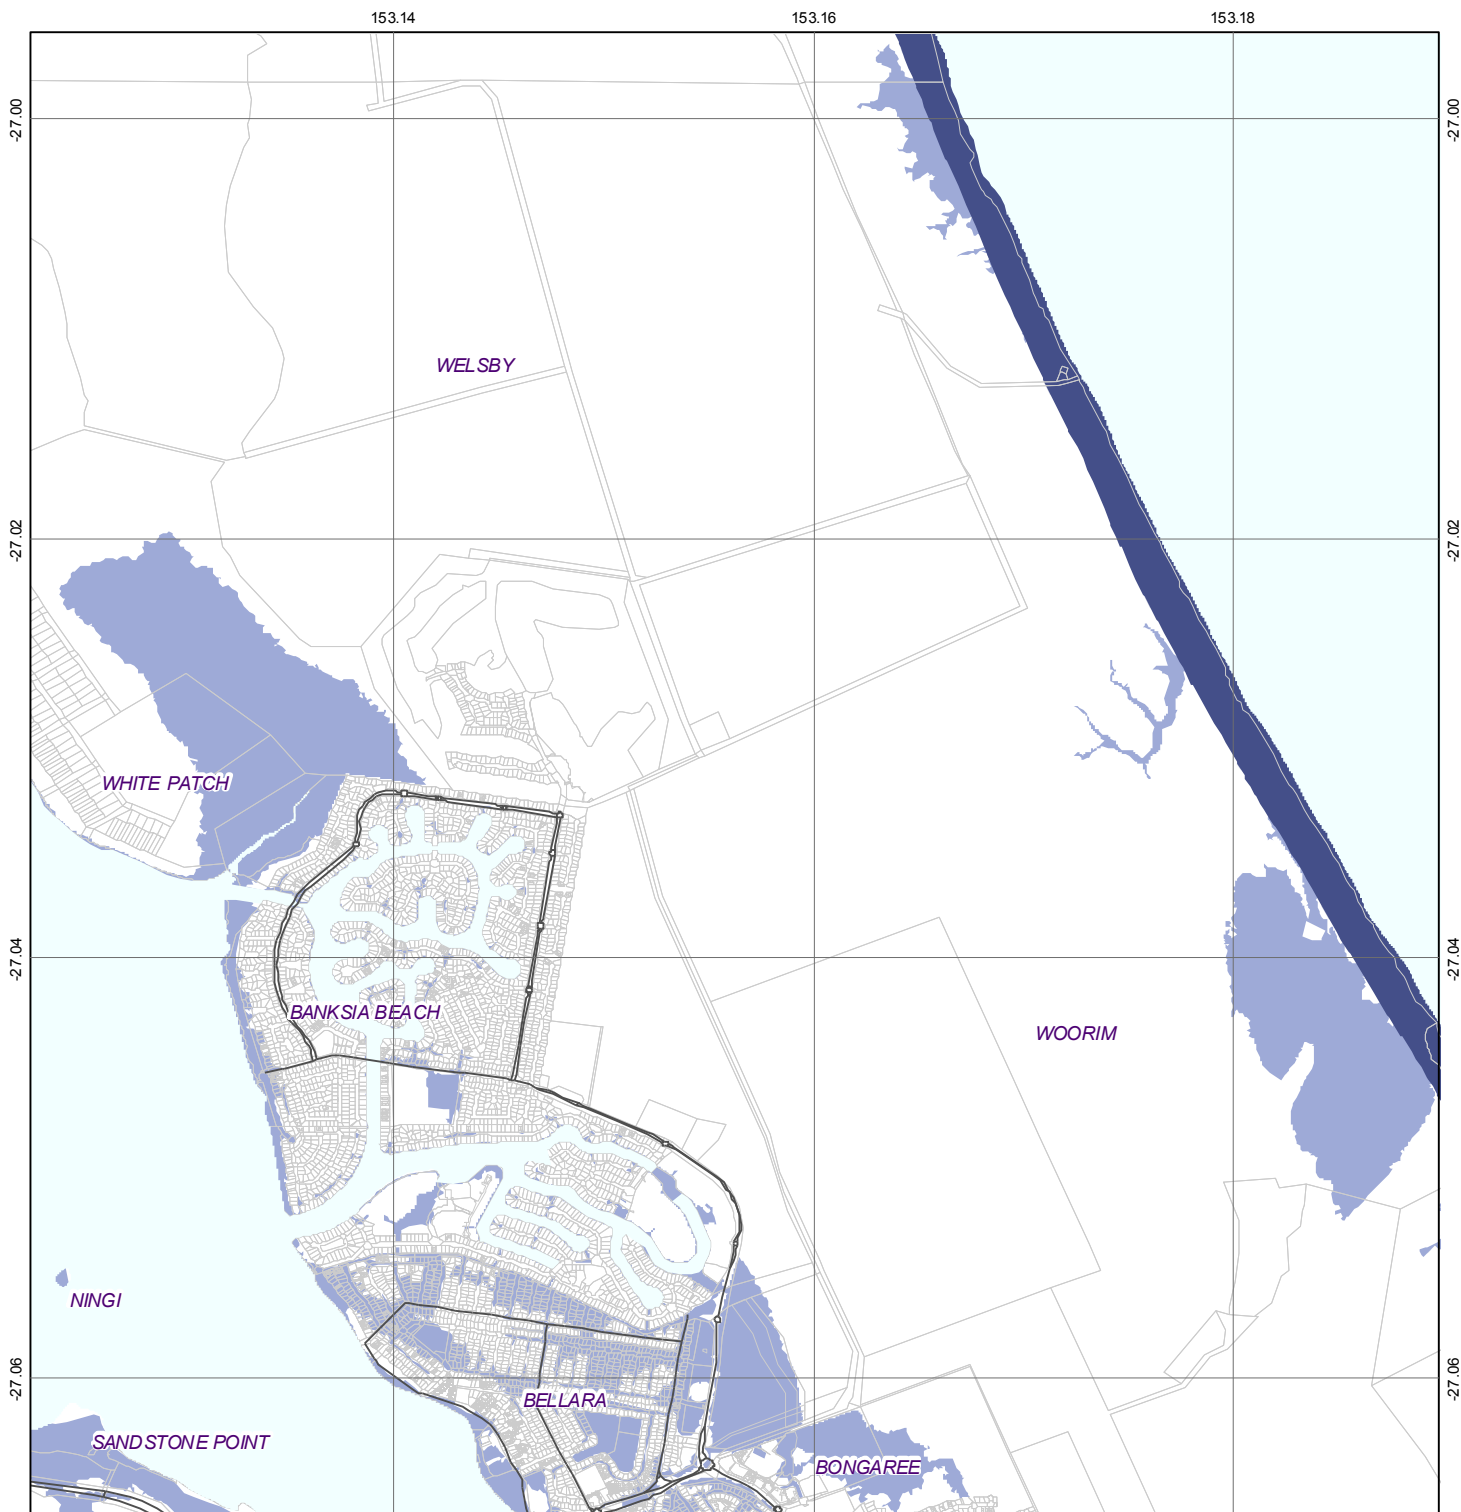 153.14 153.16 153.18
-27.00 -27.00
WELSBY
-27.02 -27.02
WHITE PATCH
-27.04 -27.04
BANKSIA BEACH
WOORIM
NINGI
-27.06 -27.06
BELLARA
SANDSTONE POINT
BONGAREE